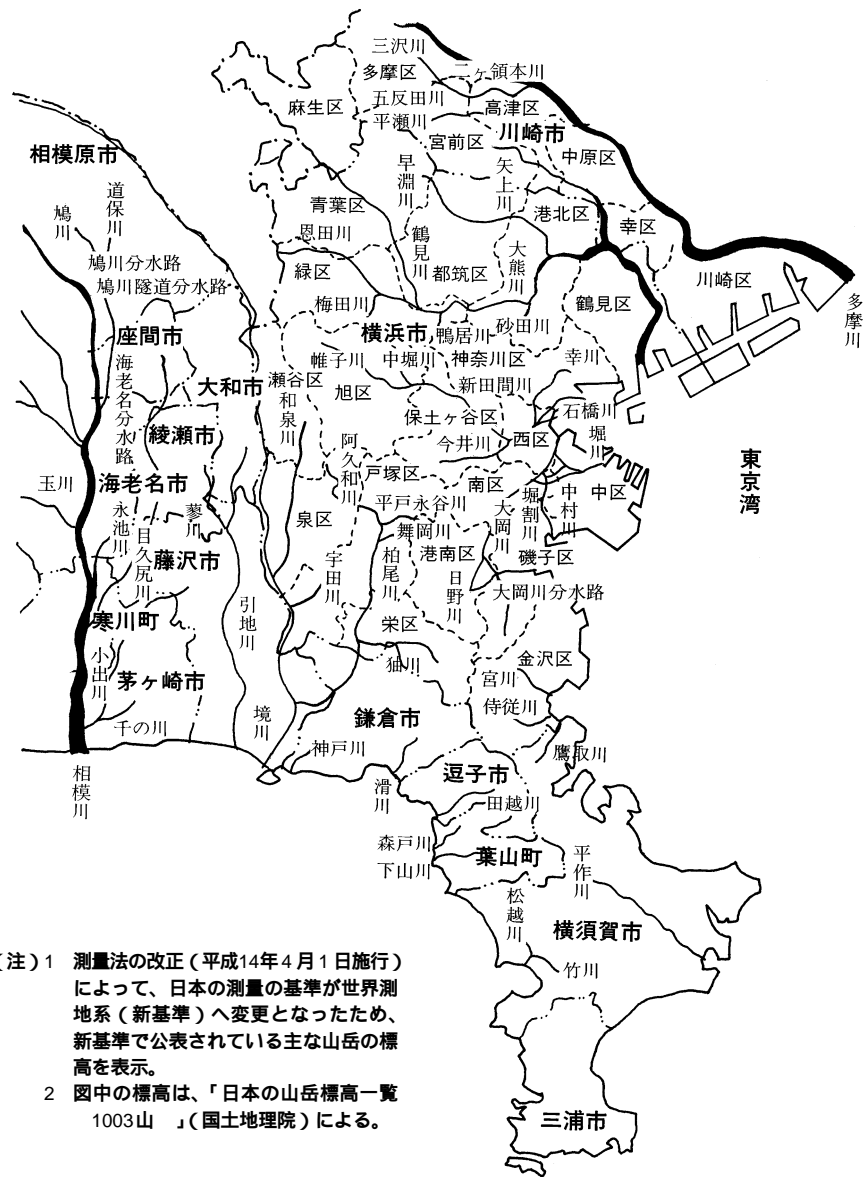 三沢川
多摩区
二ヶ領本川
麻生区
五反田川
高津区
平瀬川
川崎市
宮前区
中原区
相模原市
早淵川
矢上川
道保川
青葉区
港北区
幸区
鳩川
恩田川
鶴見川
大熊川
鳩川分水路
緑区
都筑区
川崎区
鳩川隧道分水路
梅田川
鶴見区
多摩川
座間市
横浜市
鴨居川
砂田川
海老名分水路
帷子川
中堀川
神奈川区
幸川
大和市
瀬谷区
旭区
新田間川
和泉川
保土ヶ谷区
石橋川
綾瀬市
阿久和川
今井川
西区
堀川
東京湾
戸塚区
南区
玉川
海老名市
平戸永谷川
大岡川
堀割川
中村川
中区
永池川
目久尻川
蓼川
泉区
舞岡川
藤沢市
宇田川
柏尾川
港南区
日野川
磯子区
大岡川分水路
引地川
寒川町
栄区
小出川
㹨川
金沢区
茅ヶ崎市
宮川
境川
鎌倉市
侍従川
千の川
神戸川
鷹取川
相模川
滑川
逗子市
田越川
森戸川
葉山町
平作川
下山川
松越川
横須賀市
竹川
三浦市
(注)1 測量法の改正(平成14年4月1日施行)
によって、日本の測量の基準が世界測
地系(新基準)へ変更となったため、
新基準で公表されている主な山岳の標
高を表示。
2 図中の標高は、「日本の山岳標高一覧
1003山 」(国土地理院)による。